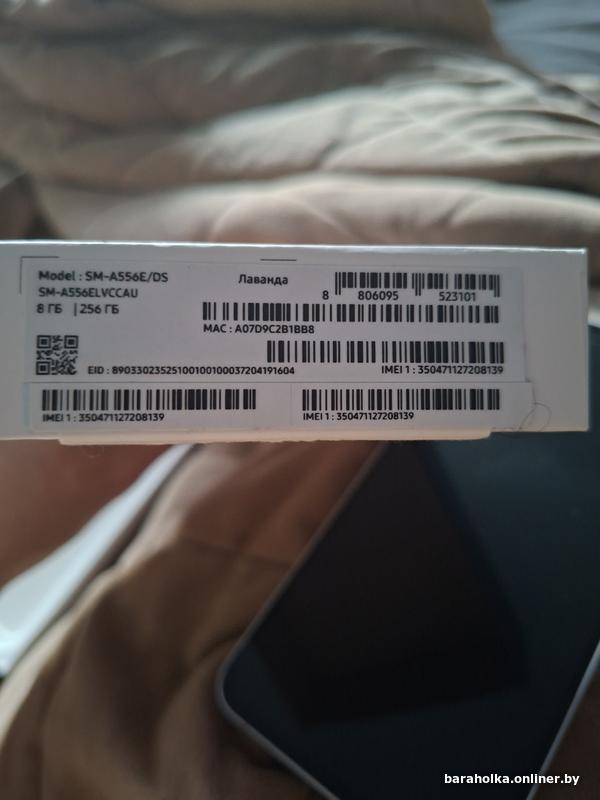 Model : SM-A556E/DS
Лаванда
SM-A556ELVCCAU
8 806095 523101
8 ГБ | 256 ГБ
MAC : A07D9C2B1BB8
EID : 89033023525100100100037204191604
IMEI 1 : 350471127208139
IMEI 1 : 350471127208139
IMEI 1 : 350471127208139
baraholka.onliner.by